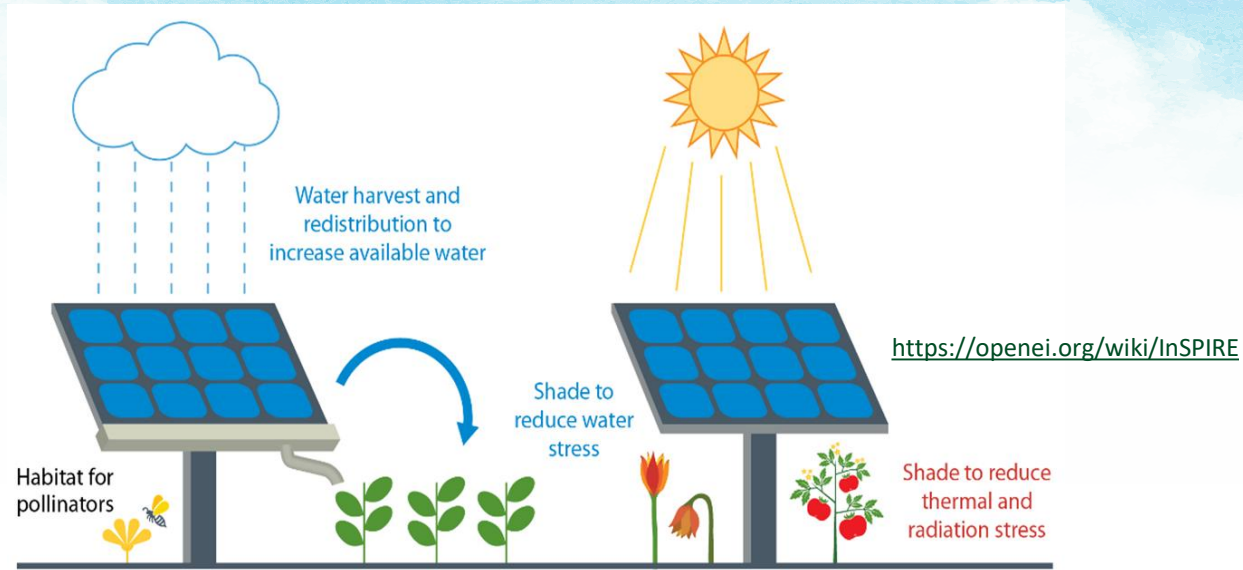 Water harvest and
redistribution to
increase available water
https://openei.org/wiki/InSPIRE
Shade to
reduce water
stress
Habitat for
pollinators
Shade to reduce
thermal and
radiation stress